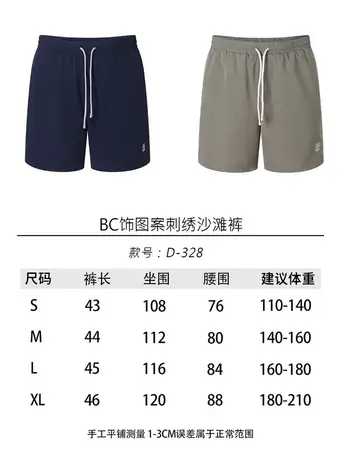 BC饰图案刺绣沙滩裤
款号：D-328
尺码 裤长 坐围 腰围 建议体重
S 43 108 76 110-140
M 44 112 80 140-160
L 45 116 84 160-180
XL 46 120 88 180-210
手工平铺测量 1-3CM误差属于正常范围